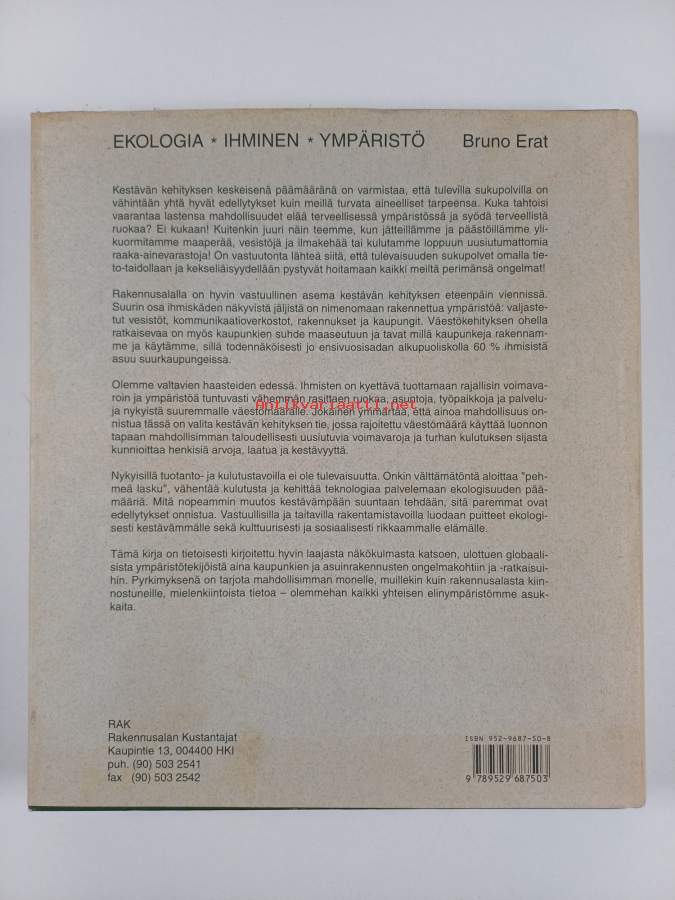 EKOLOGIA * IHMINEN * YMPÄRISTÖ Bruno Erat
Kestävän kehityksen keskeisenä päämääränä on varmistaa, että tulevilla sukupolvilla on
vähintään yhtä hyvät edellytykset kuin meillä turvata aineelliset tarpeensa. Kuka tahtoisi
vaarantaa lastensa mahdollisuudet elää terveellisessä ympäristössä ja syödä terveellistä
ruokaa? Ei kukaan! Kuitenkin juuri näin teemme, kun jätteillämme ja päästöillämme yli-
kuormitamme maaperää, vesistöjä ja ilmakehää tai kulutamme loppuun uusiutumattomia
raaka-ainevarastoja! On vastuutonta lähteä siitä, että tulevaisuuden sukupolvet omalla tie-
to-taidollaan ja kekseliäisyydellään pystyvät hoitamaan kaikki meiltä perimänsä ongelmat!
Rakennusalalla on hyvin vastuullinen asema kestävän kehityksen eteenpäin viennissä.
Suurin osa ihmiskäden näkyvistä jäljistä on nimenomaan rakennettua ympäristöä: valjaste-
tut vesistöt, kommunikaatioverkostot, rakennukset ja kaupungit. Väestökehityksen ohella
ratkaisevaa on myös kaupunkien suhde maaseutuun ja tavat millä kaupunkeja rakennam-
me ja käytämme, sillä todennäköisesti jo ensivuosisadan alkupuoliskolla 60 % ihmisistä
asuu suurkaupungeissa.
Olemme valtavien haasteiden edessä. Ihmisten on kyettävä tuottamaan rajallisin voimava-
roin ja ympäristöä tuntuvasti vähemmän rasittaen ruokaa, asuntoja, työpaikkoja ja palvelu-
ja nykyistä suuremmalle väestömäärälle. Jokainen ymmärtää, että ainoa mahdollisuus on-
nistua tässä on valita kestävän kehityksen tie, jossa rajoitettu väestömäärä käyttää luonnon
tapaan mahdollisimman taloudellisesti uusiutuvia voimavaroja ja turhan kulutuksen sijasta
kunnioittaa henkisiä arvoja, laatua ja kestävyyttä.
Antikvariaatti.net
Nykyisillä tuotanto- ja kulutustavoilla ei ole tulevaisuutta. Onkin välttämätöntä aloittaa "peh-
meä lasku", vähentää kulutusta ja kehittää teknologiaa palvelemaan ekologisuuden pää-
määriä. Mitä nopeammin muutos kestävämpään suuntaan tehdään, sitä paremmat ovat
edellytykset onnistua. Vastuullisilla ja taitavilla rakentamistavoilla luodaan puitteet ekologi-
sesti kestävämmälle sekä kulttuurisesti ja sosiaalisesti rikkaammalle elämälle.
Tämä kirja on tietoisesti kirjoitettu hyvin laajasta näkökulmasta katsoen, ulottuen globaali-
sista ympäristötekijöistä aina kaupunkien ja asuinrakennusten ongelmakohtiin ja -ratkaisui-
hin. Pyrkimyksenä on tarjota mahdollisimman monelle, muillekin kuin rakennusalasta kiin-
nostuneille, mielenkiintoista tietoa – olemmehan kaikki yhteisen elinympäristömme asuk-
kaita.
RAK
Rakennusalan Kustantajat
Kaupintie 13, 004400 HKI
puh. (90) 503 2541
fax (90) 503 2542
ISBN 952-9687-50-8
9 789529 687503